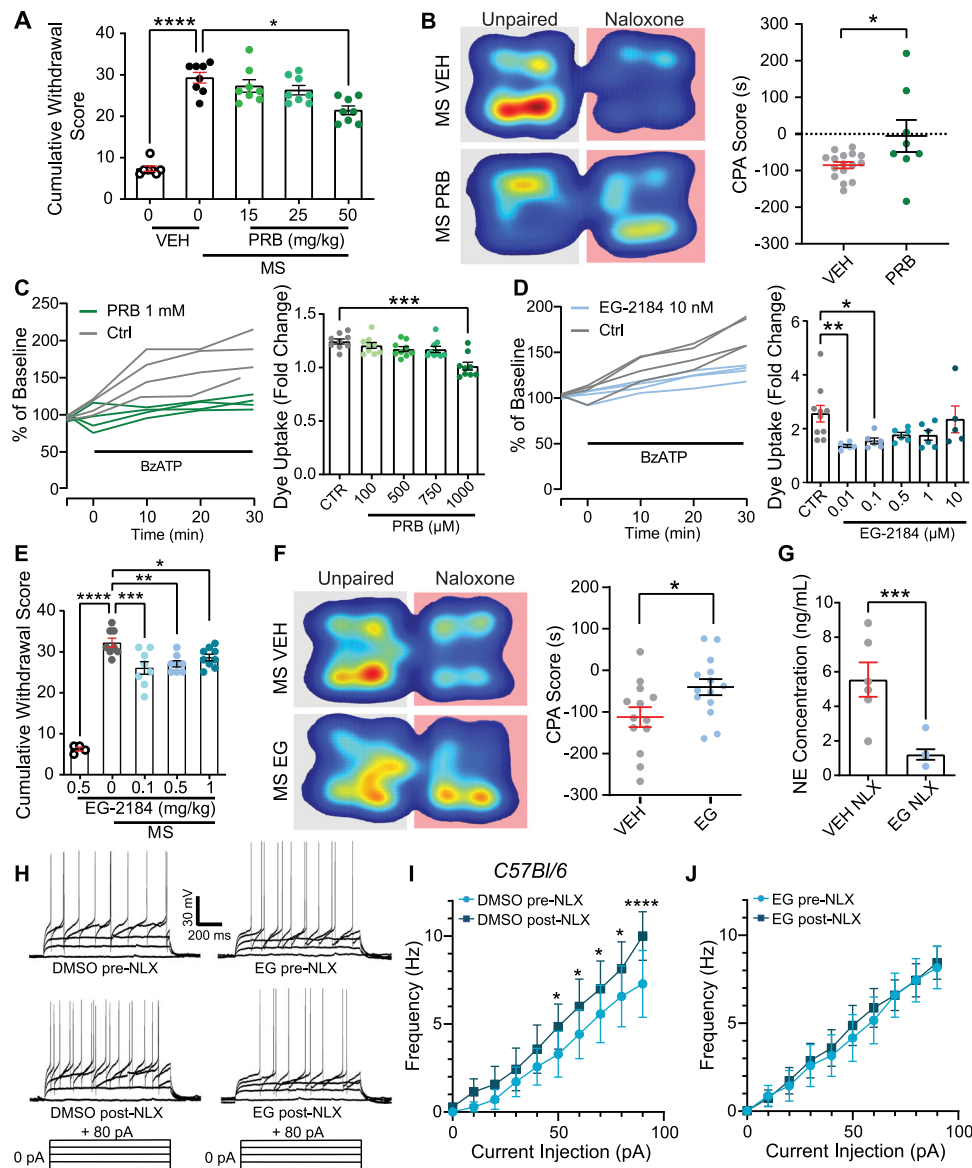 A
Cumulative Withdrawal
Score
40
30
20
10
0
****
*
0
0
15
25
50
VEH
PRB (mg/kg)
MS
B
Unpaired
Naloxone
MS VEH
MS PRB
CPA Score (s)
300
200
100
0
-100
-200
-300
*
VEH
PRB
C
% of Baseline
250
200
150
100
50
PRB 1 mM
Ctrl
BzATP
0
10
20
30
Time (min)
Dye Uptake (Fold Change)
1.5
1.0
0.5
0.0
***
CTR
100
500
750
1000
PRB (µM)
D
% of Baseline
200
150
100
50
EG-2184 10 nM
Ctrl
BzATP
0
10
20
30
Time (min)
Dye Uptake (Fold Change)
6
4
2
0
*
**
CTR
0.01
0.1
0.5
1
10
EG-2184 (µM)
E
Cumulative Withdrawal Score
40
30
20
10
0
*
**
****
***
0.5
0
0.1
0.5
1
EG-2184 (mg/kg)
MS
F
Unpaired
Naloxone
MS VEH
MS EG
CPA Score (s)
100
-0
-100
-200
-300
*
VEH
EG
G
NE Concentration (ng/mL)
10
8
6
4
2
0
***
VEH NLX
EG NLX
H
30 mV
200 ms
DMSO pre-NLX
EG pre-NLX
DMSO post-NLX
EG post-NLX
+ 80 pA
0 pA
+ 80 pA
0 pA
C57Bl/6
I
DMSO pre-NLX
DMSO post-NLX
****
*
*
*
*
Frequency (Hz)
10
5
0
0
50
100
Current Injection (pA)
J
EG pre-NLX
EG post-NLX
Frequency (Hz)
10
5
0
0
50
100
Current Injection (pA)